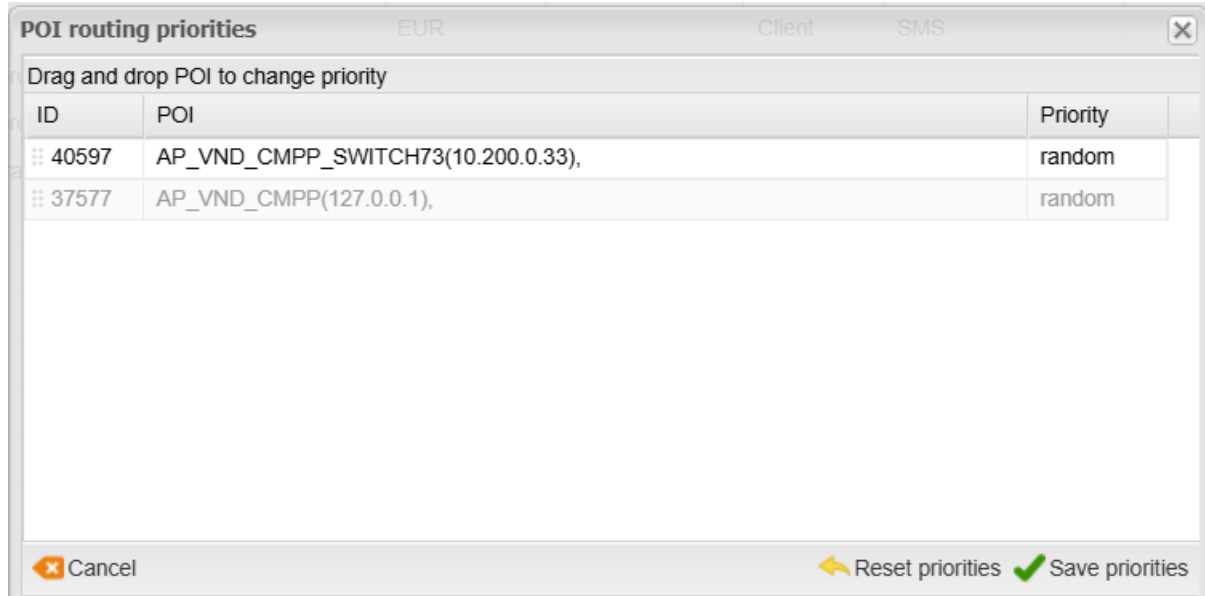 POI routing priorities EUR Client SMS
Drag and drop POI to change priority
ID POI Priority
40597 AP_VND_CMPP_SWITCH73(10.200.0.33), random
37577 AP_VND_CMPP(127.0.0.1), random
Cancel Reset priorities Save priorities